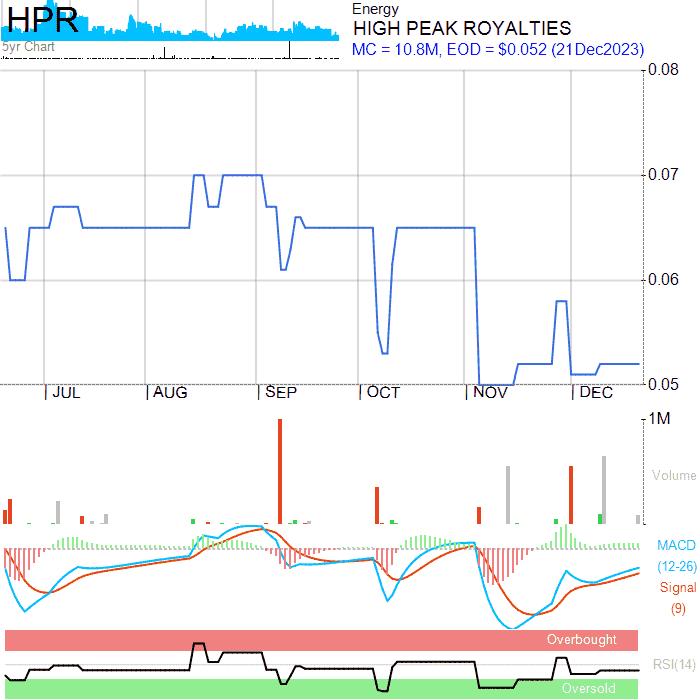 HPR
5yr Chart
Energy
HIGH PEAK ROYALTIES
MC = 10.8M, EOD = $0.052 (21Dec2023)
0.08
0.07
0.06
0.05
JUL AUG SEP OCT NOV DEC
1M
Volume
MACD
(12-26)
Signal
(9)
Overbought
RSI(14)
Oversold